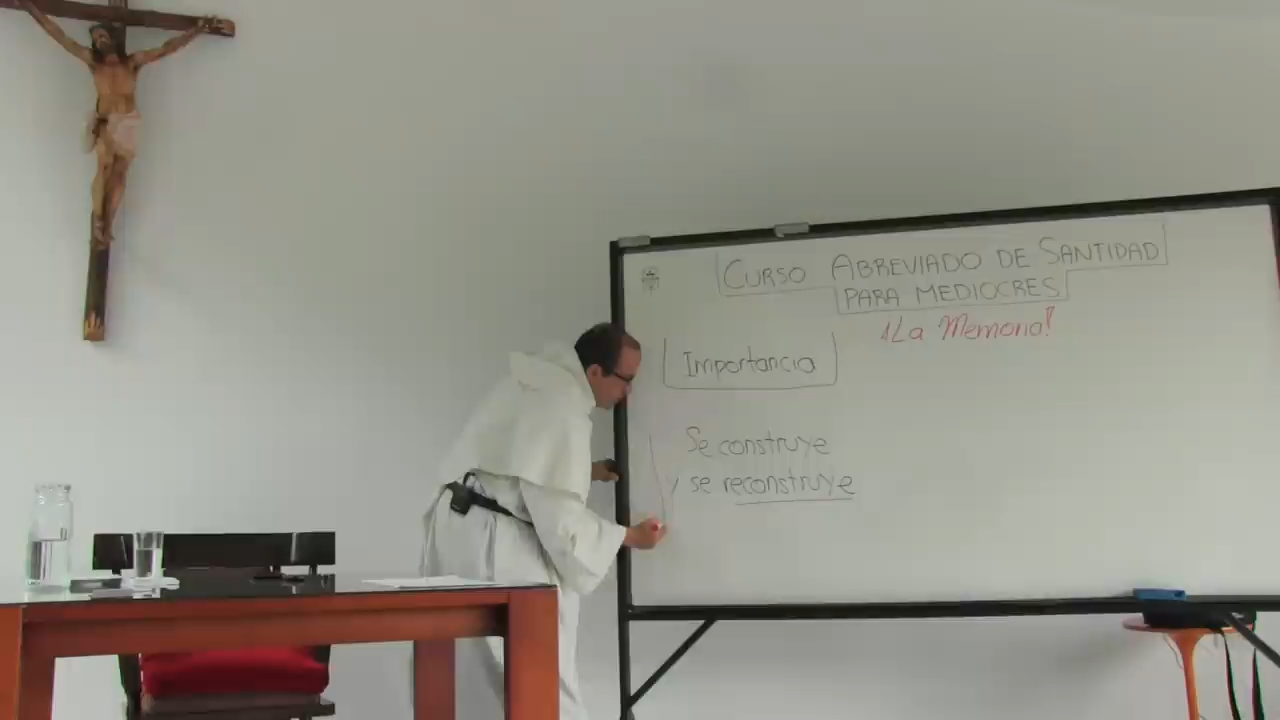 CURSO ABREVIADO DE SANTIDAD
PARA MEDIOCRES
¡La Memoria!
Importancia
Se construye
y se reconstruye